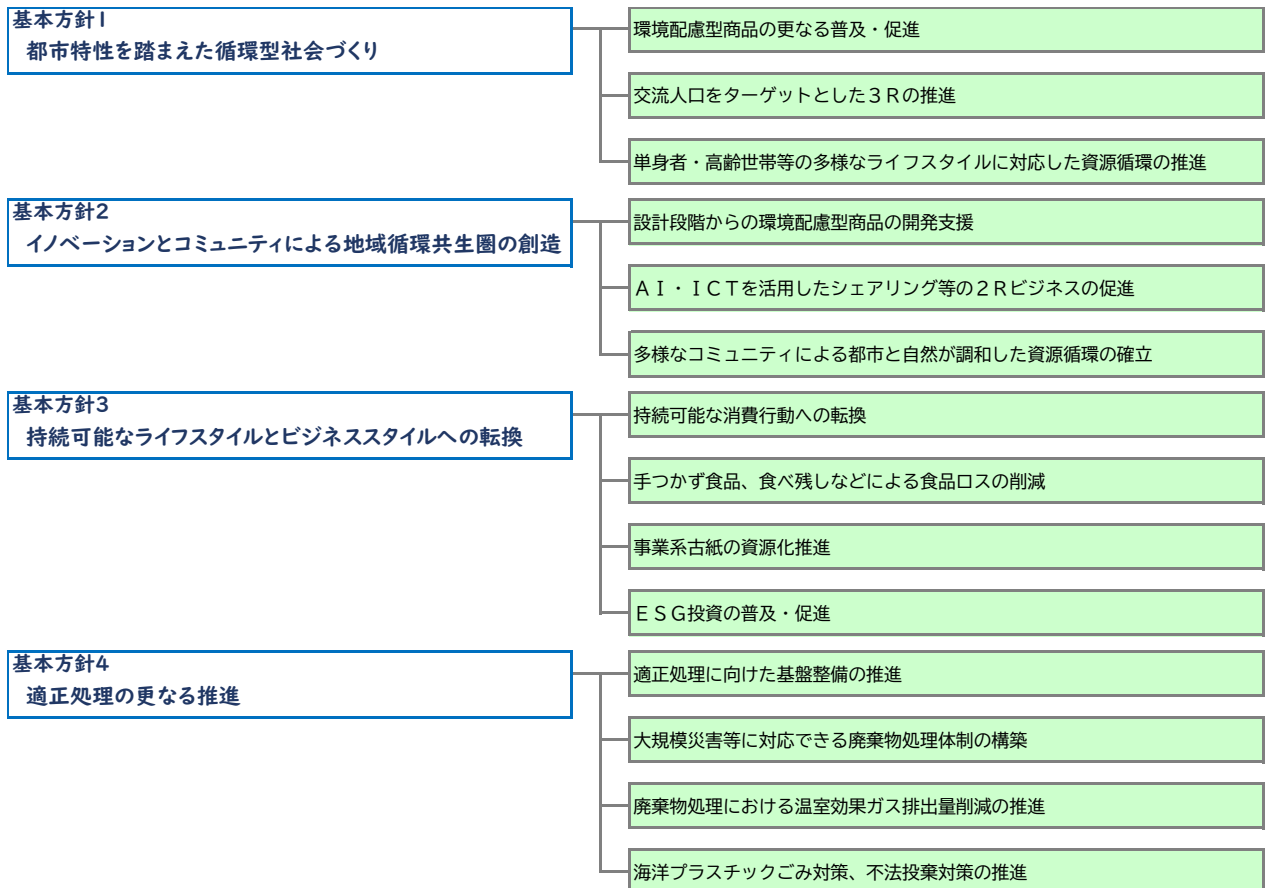 基本方針1
都市特性を踏まえた循環型社会づくり
環境配慮型商品の更なる普及・促進
交流人口をターゲットとした３Ｒの推進
単身者・高齢世帯等の多様なライフスタイルに対応した資源循環の推進
基本方針2
イノベーションとコミュニティによる地域循環共生圏の創造
設計段階からの環境配慮型商品の開発支援
ＡＩ・ＩＣＴを活用したシェアリング等の２Ｒビジネスの促進
多様なコミュニティによる都市と自然が調和した資源循環の確立
基本方針3
持続可能なライフスタイルとビジネススタイルへの転換
持続可能な消費行動への転換
手つかず食品、食べ残しなどによる食品ロスの削減
事業系古紙の資源化推進
ＥＳＧ投資の普及・促進
基本方針4
適正処理の更なる推進
適正処理に向けた基盤整備の推進
大規模災害等に対応できる廃棄物処理体制の構築
廃棄物処理における温室効果ガス排出量削減の推進
海洋プラスチックごみ対策、不法投棄対策の推進